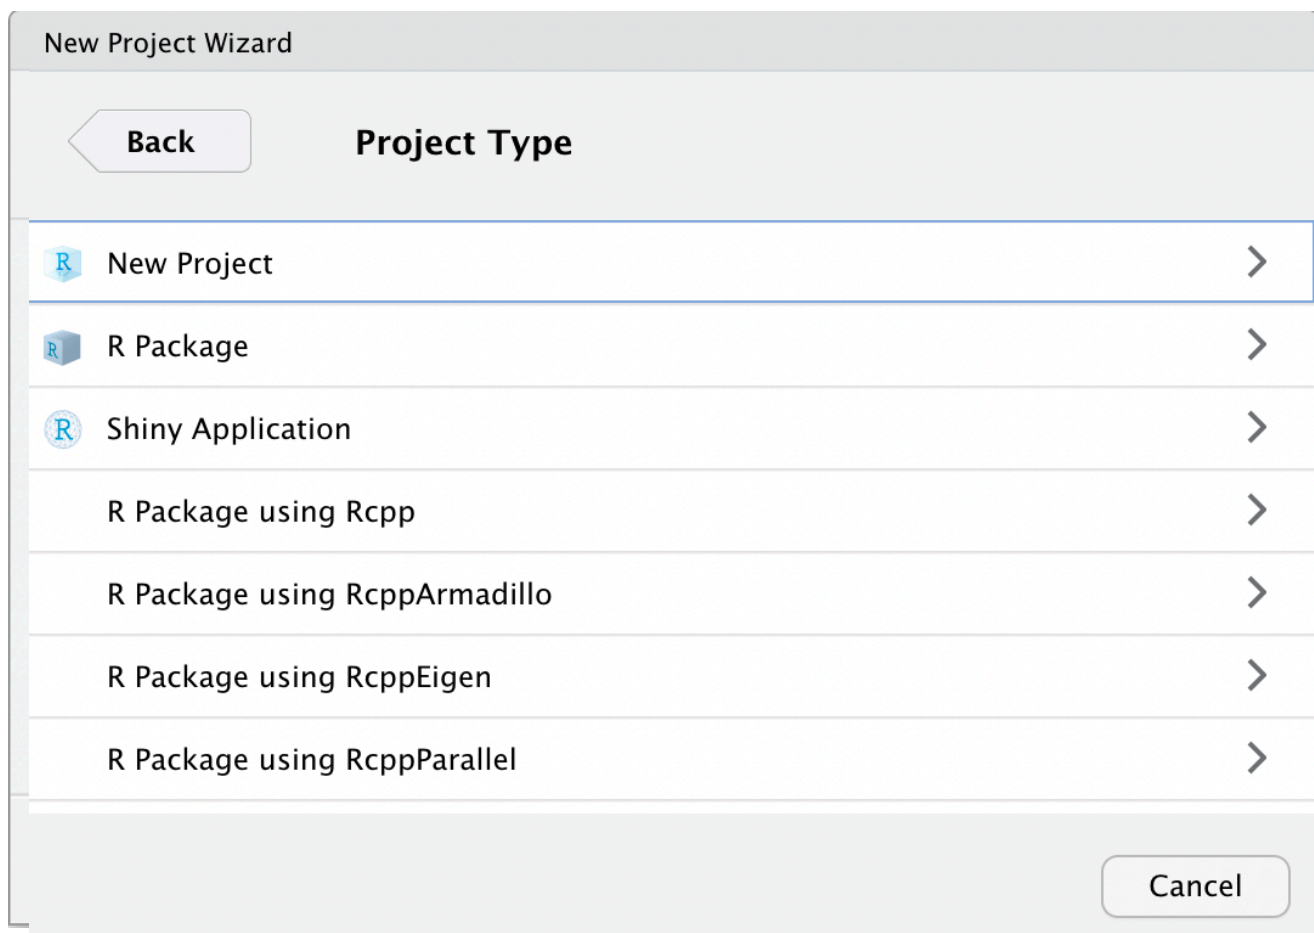 New Project Wizard
Back
Project Type
R New Project
R R Package
R Shiny Application
R Package using Rcpp
R Package using RcppArmadillo
R Package using RcppEigen
R Package using RcppParallel
Cancel